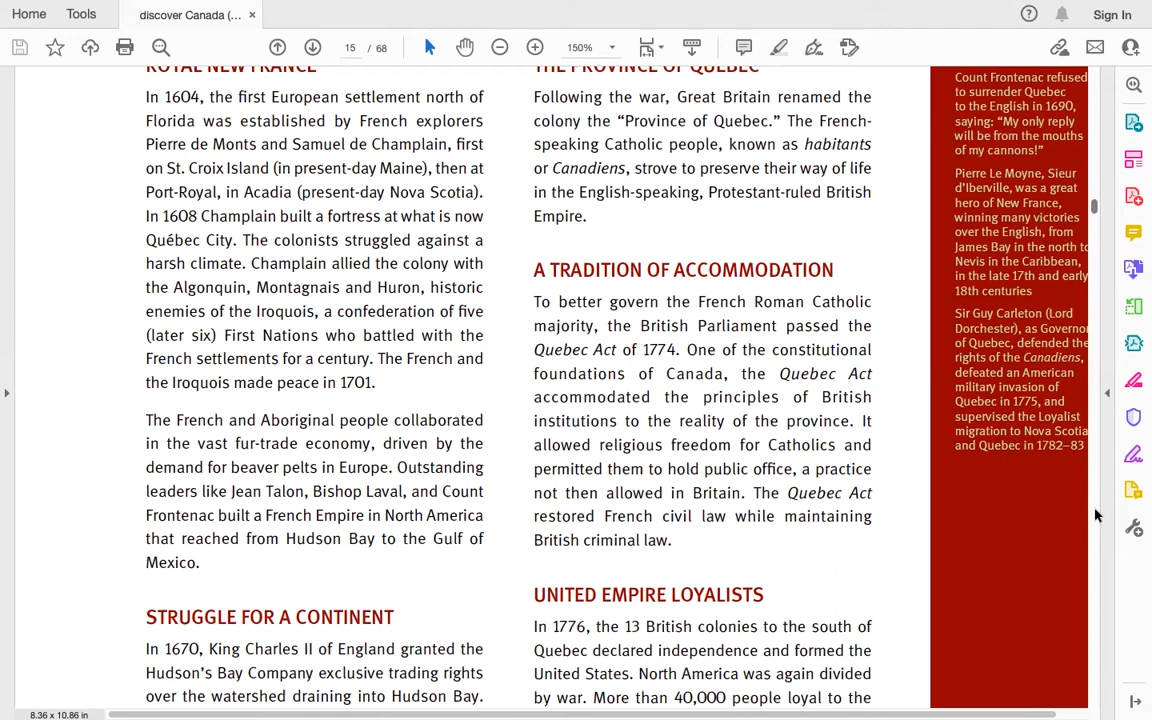 Home
Tools
discover Canada (...
×
Sign In
15 / 68
150%
ROYAL NEW FRANCE
In 1604, the first European settlement north of
Florida was established by French explorers
Pierre de Monts and Samuel de Champlain, first
on St. Croix Island (in present-day Maine), then at
Port-Royal, in Acadia (present-day Nova Scotia).
In 1608 Champlain built a fortress at what is now
Québec City. The colonists struggled against a
harsh climate. Champlain allied the colony with
the Algonquin, Montagnais and Huron, historic
enemies of the Iroquois, a confederation of five
(later six) First Nations who battled with the
French settlements for a century. The French and
the Iroquois made peace in 1701.
The French and Aboriginal people collaborated
in the vast fur-trade economy, driven by the
demand for beaver pelts in Europe. Outstanding
leaders like Jean Talon, Bishop Laval, and Count
Frontenac built a French Empire in North America
that reached from Hudson Bay to the Gulf of
Mexico.
STRUGGLE FOR A CONTINENT
In 1670, King Charles II of England granted the
Hudson's Bay Company exclusive trading rights
over the watershed draining into Hudson Bay.
THE PROVINCE OF QUEBEC
Following the war, Great Britain renamed the
colony the “Province of Quebec.” The French-
speaking Catholic people, known as habitants
or Canadiens, strove to preserve their way of life
in the English-speaking, Protestant-ruled British
Empire.
A TRADITION OF ACCOMMODATION
To better govern the French Roman Catholic
majority, the British Parliament passed the
Quebec Act of 1774. One of the constitutional
foundations of Canada, the Quebec Act
accommodated the principles of British
institutions to the reality of the province. It
allowed religious freedom for Catholics and
permitted them to hold public office, a practice
not then allowed in Britain. The Quebec Act
restored French civil law while maintaining
British criminal law.
UNITED EMPIRE LOYALISTS
In 1776, the 13 British colonies to the south of
Quebec declared independence and formed the
United States. North America was again divided
by war. More than 40,000 people loyal to the
Count Frontenac refused
to surrender Quebec
to the English in 1690,
saying: “My only reply
will be from the mouths
of my cannons!”
Pierre Le Moyne, Sieur
d’Iberville, was a great
hero of New France,
winning many victories
over the English, from
James Bay in the north to
Nevis in the Caribbean,
in the late 17th and early
18th centuries
Sir Guy Carleton (Lord
Dorchester), as Governor
of Quebec, defended the
rights of the Canadiens,
defeated an American
military invasion of
Quebec in 1775, and
supervised the Loyalist
migration to Nova Scotia
and Quebec in 1782–83
8.36 x 10.86 in